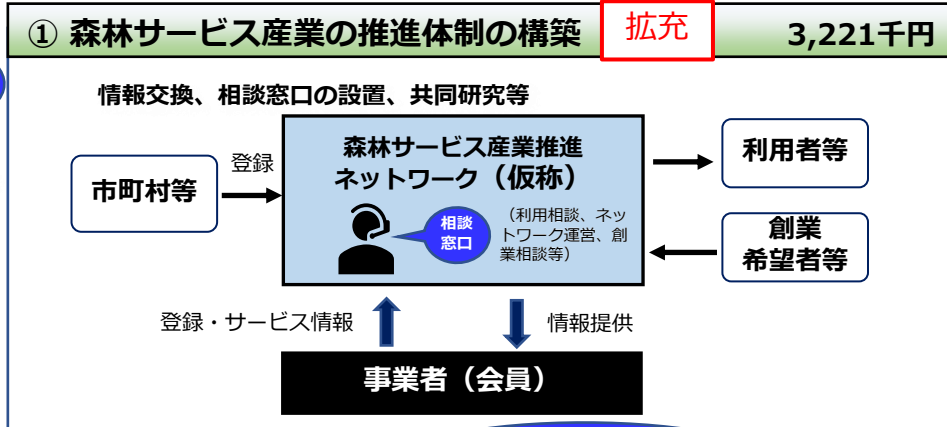 ① 森林サービス産業の推進体制の構築 拡充 3,221千円
情報交換、相談窓口の設置、共同研究等
市町村等
登録
森林サービス産業推進
ネットワーク（仮称）
相談
窓口
（利用相談、ネッ
トワーク運営、創
業相談等）
利用者等
創業
希望者等
登録・サービス情報
情報提供
事業者（会員）